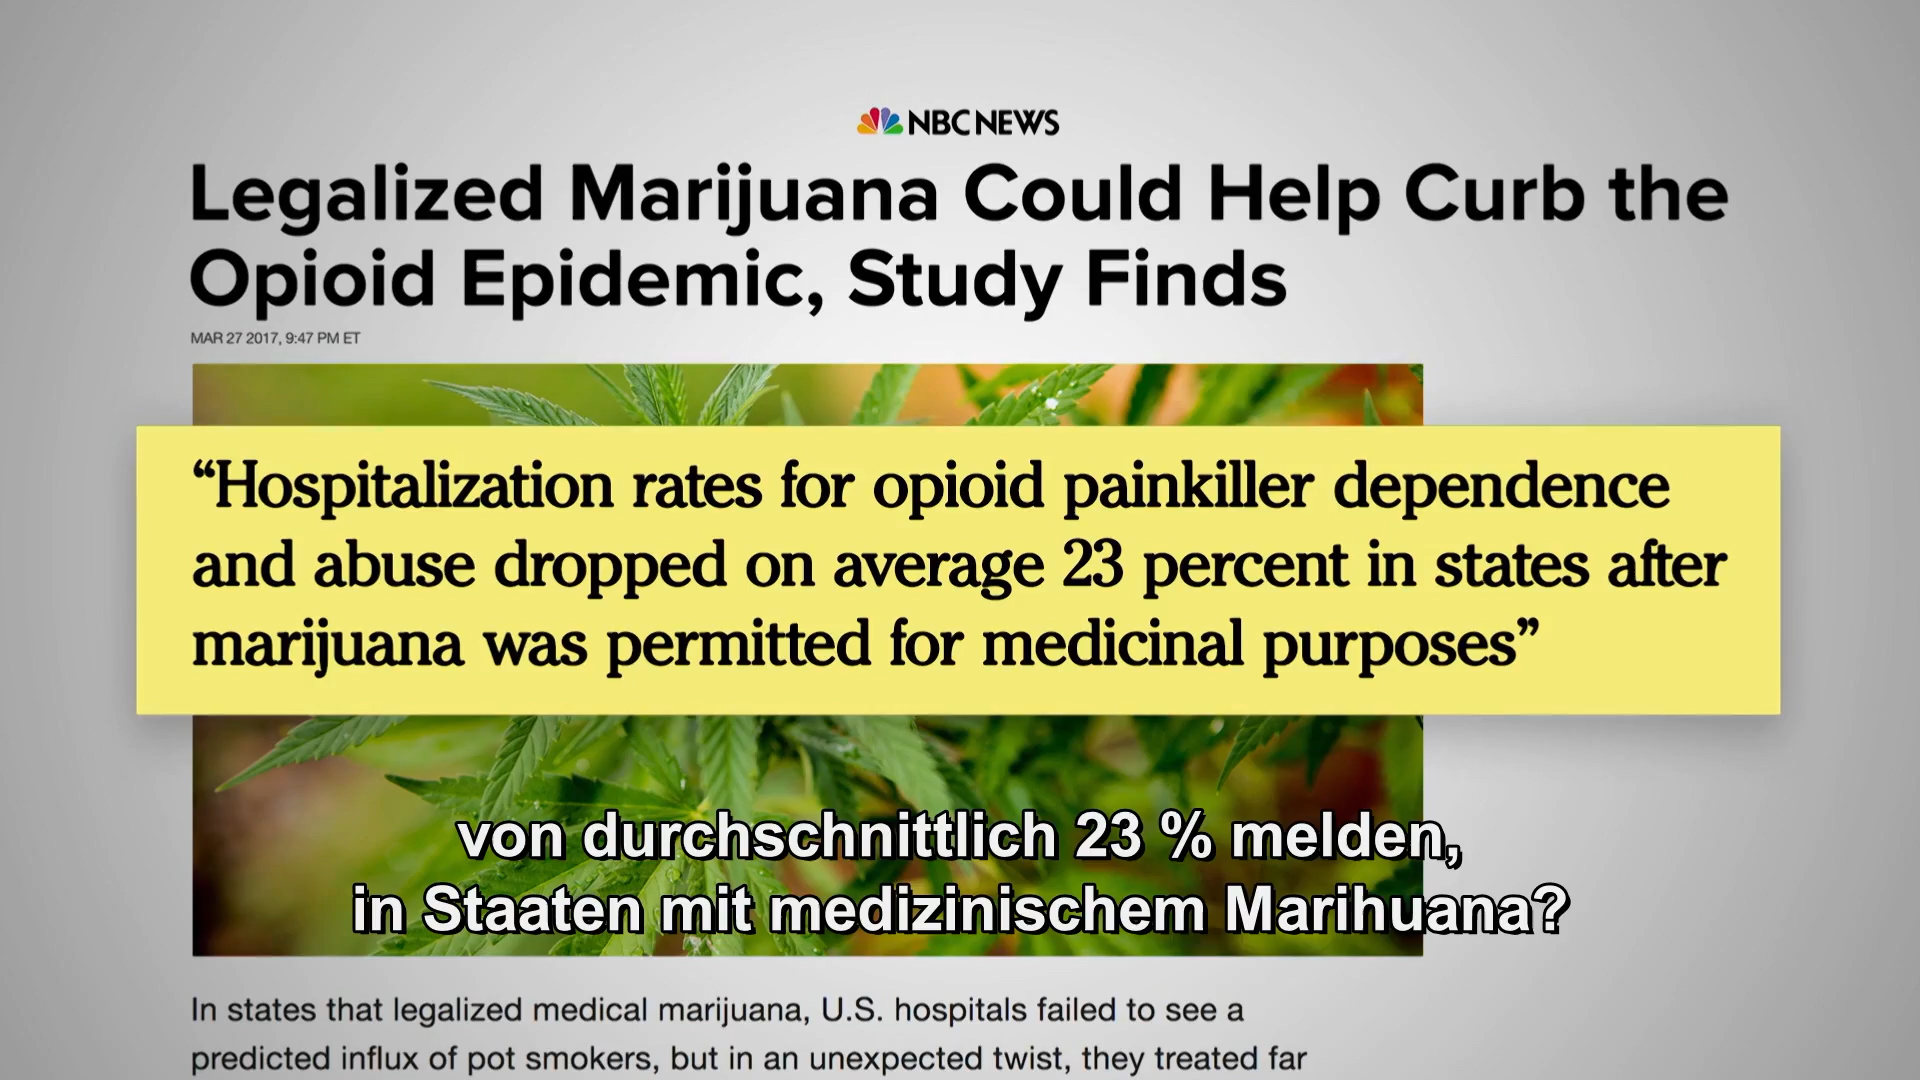 NBC NEWS
Legalized Marijuana Could Help Curb the
Opioid Epidemic, Study Finds
MAR 27 2017, 9:47 PM ET
“Hospitalization rates for opioid painkiller dependence
and abuse dropped on average 23 percent in states after
marijuana was permitted for medicinal purposes”
von durchschnittlich 23 % melden,
in Staaten mit medizinischem Marihuana?
In states that legalized medical marijuana, U.S. hospitals failed to see a
predicted influx of pot smokers, but in an unexpected twist, they treated far